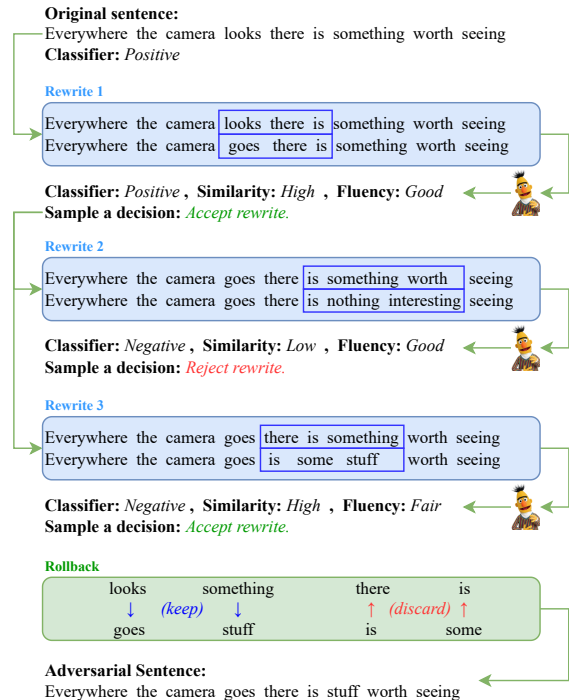 Original sentence:
Everywhere the camera looks there is something worth seeing
Classifier: Positive
Rewrite 1
Everywhere the camera looks there is something worth seeing
Everywhere the camera goes there is something worth seeing
Classifier: Positive , Similarity: High , Fluency: Good
Sample a decision: Accept rewrite.
Rewrite 2
Everywhere the camera goes there is something worth seeing
Everywhere the camera goes there is nothing interesting seeing
Classifier: Negative , Similarity: Low , Fluency: Good
Sample a decision: Reject rewrite.
Rewrite 3
Everywhere the camera goes there is something worth seeing
Everywhere the camera goes is some stuff worth seeing
Classifier: Negative , Similarity: High , Fluency: Fair
Sample a decision: Accept rewrite.
Rollback
looks something there is
↓ (keep) ↓ ↑ (discard) ↑
goes stuff is some
Adversarial Sentence:
Everywhere the camera goes there is stuff worth seeing